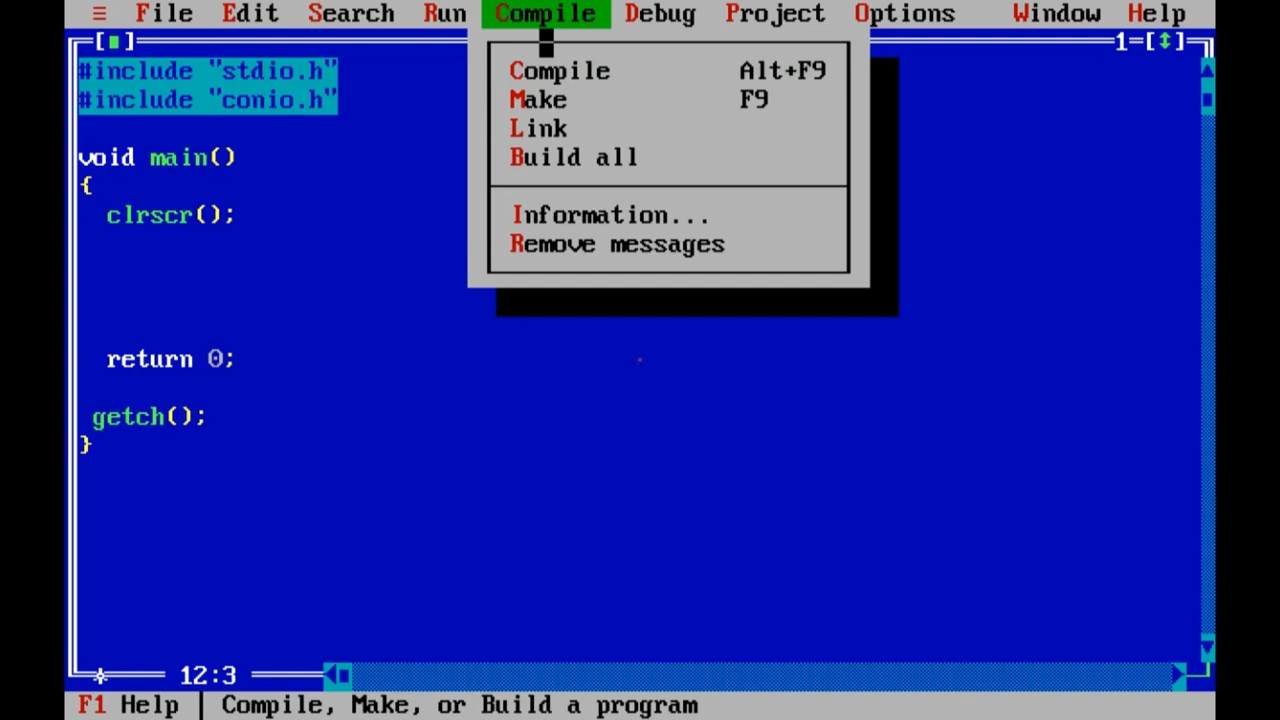 ≡ File Edit Search Run Compile Debug Project Options Window Help
1
#include "stdio.h"
#include "conio.h"
void main()
{
clrscr();
return 0;
getch();
}
Compile Alt+F9
Make F9
Link
Build all
Information...
Remove messages
12:3
F1 Help Compile, Make, or Build a program